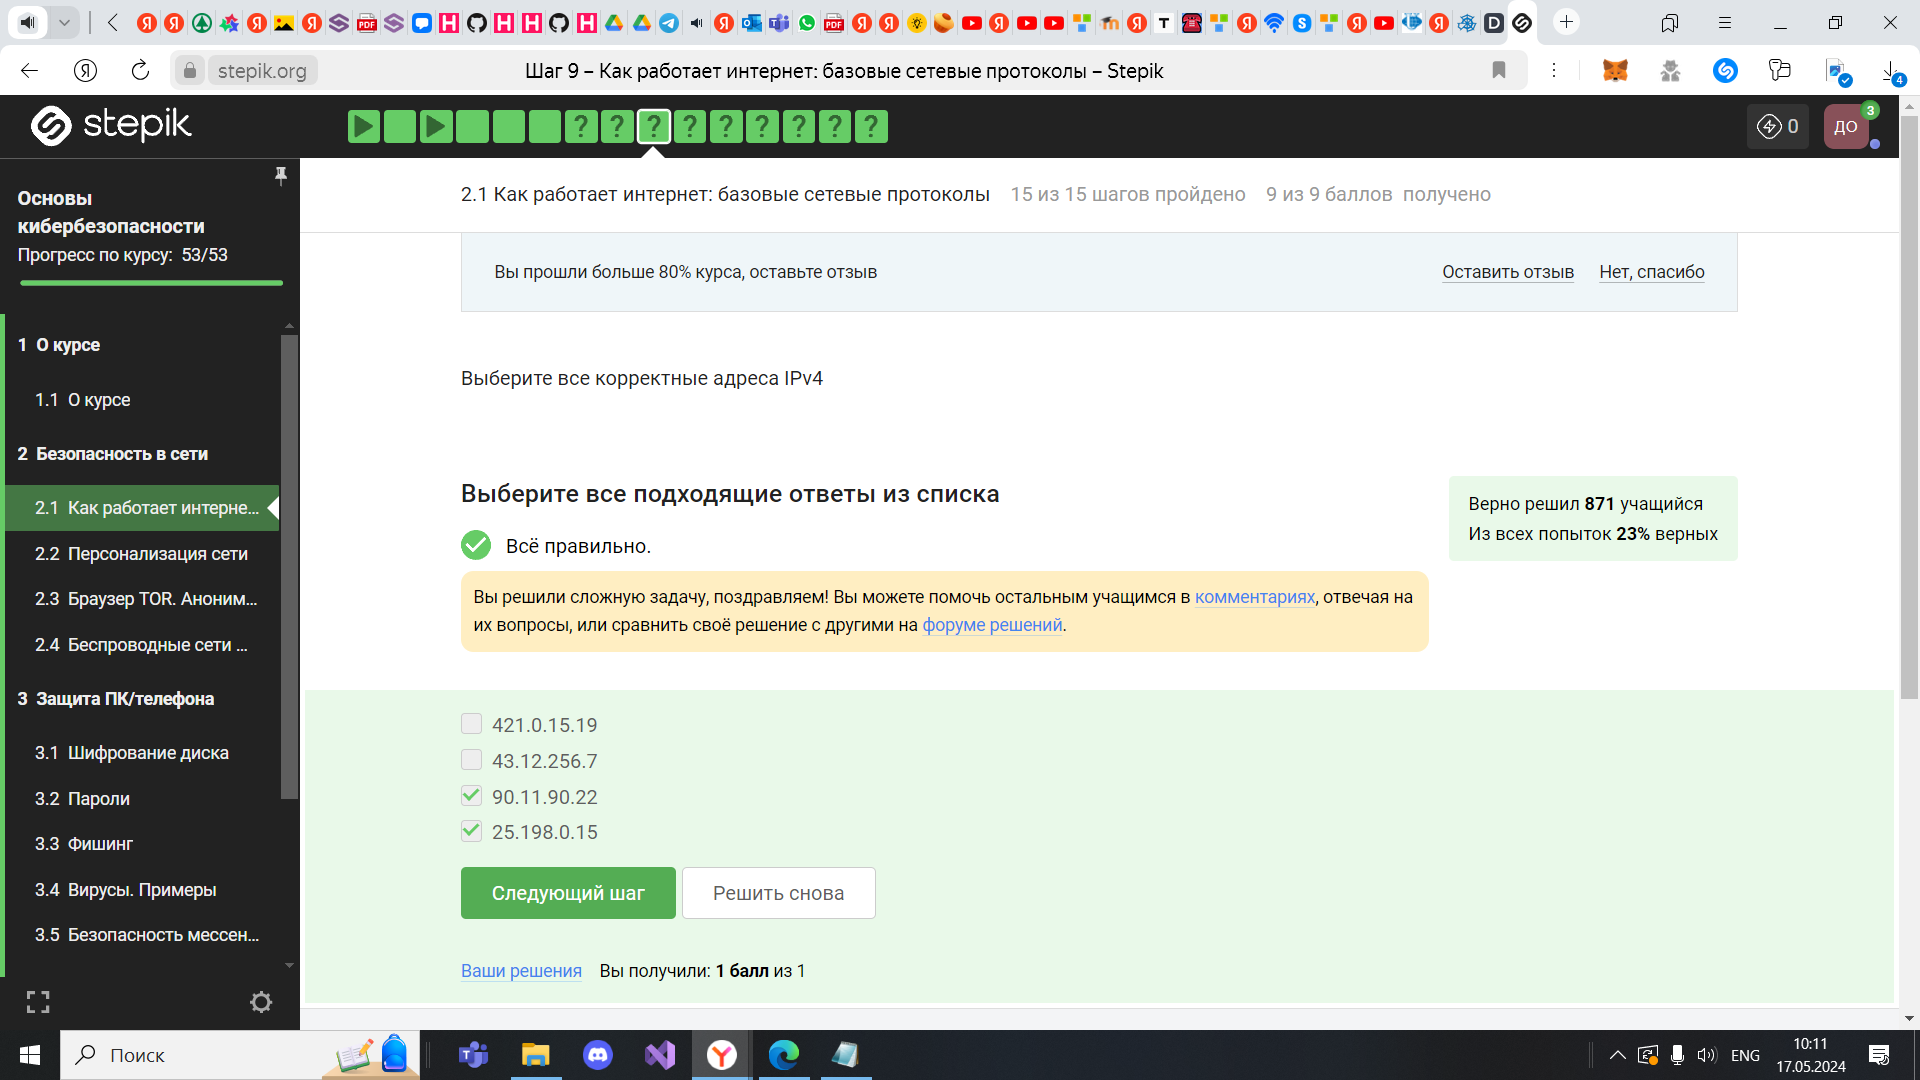 stepik.org
Шаг 9 – Как работает интернет: базовые сетевые протоколы – Stepik
4
stepik
0
ДО
3
Основы
кибербезопасности
Прогресс по курсу: 53/53
1 О курсе
1.1 О курсе
2 Безопасность в сети
2.1 Как работает интерне...
2.2 Персонализация сети
2.3 Браузер TOR. Аноним...
2.4 Беспроводные сети ...
3 Защита ПК/телефона
3.1 Шифрование диска
3.2 Пароли
3.3 Фишинг
3.4 Вирусы. Примеры
3.5 Безопасность мессен...
2.1 Как работает интернет: базовые сетевые протоколы 15 из 15 шагов пройдено 9 из 9 баллов получено
Вы прошли больше 80% курса, оставьте отзыв Оставить отзыв Нет, спасибо
Выберите все корректные адреса IPv4
Выберите все подходящие ответы из списка
Верно решил 871 учащийся
Из всех попыток 23% верных
Всё правильно.
Вы решили сложную задачу, поздравляем! Вы можете помочь остальным учащимся в комментариях, отвечая на
их вопросы, или сравнить своё решение с другими на форуме решений.
421.0.15.19
43.12.256.7
90.11.90.22
25.198.0.15
Следующий шаг Решить снова
Ваши решения Вы получили: 1 балл из 1
Поиск
ENG
10:11
17.05.2024